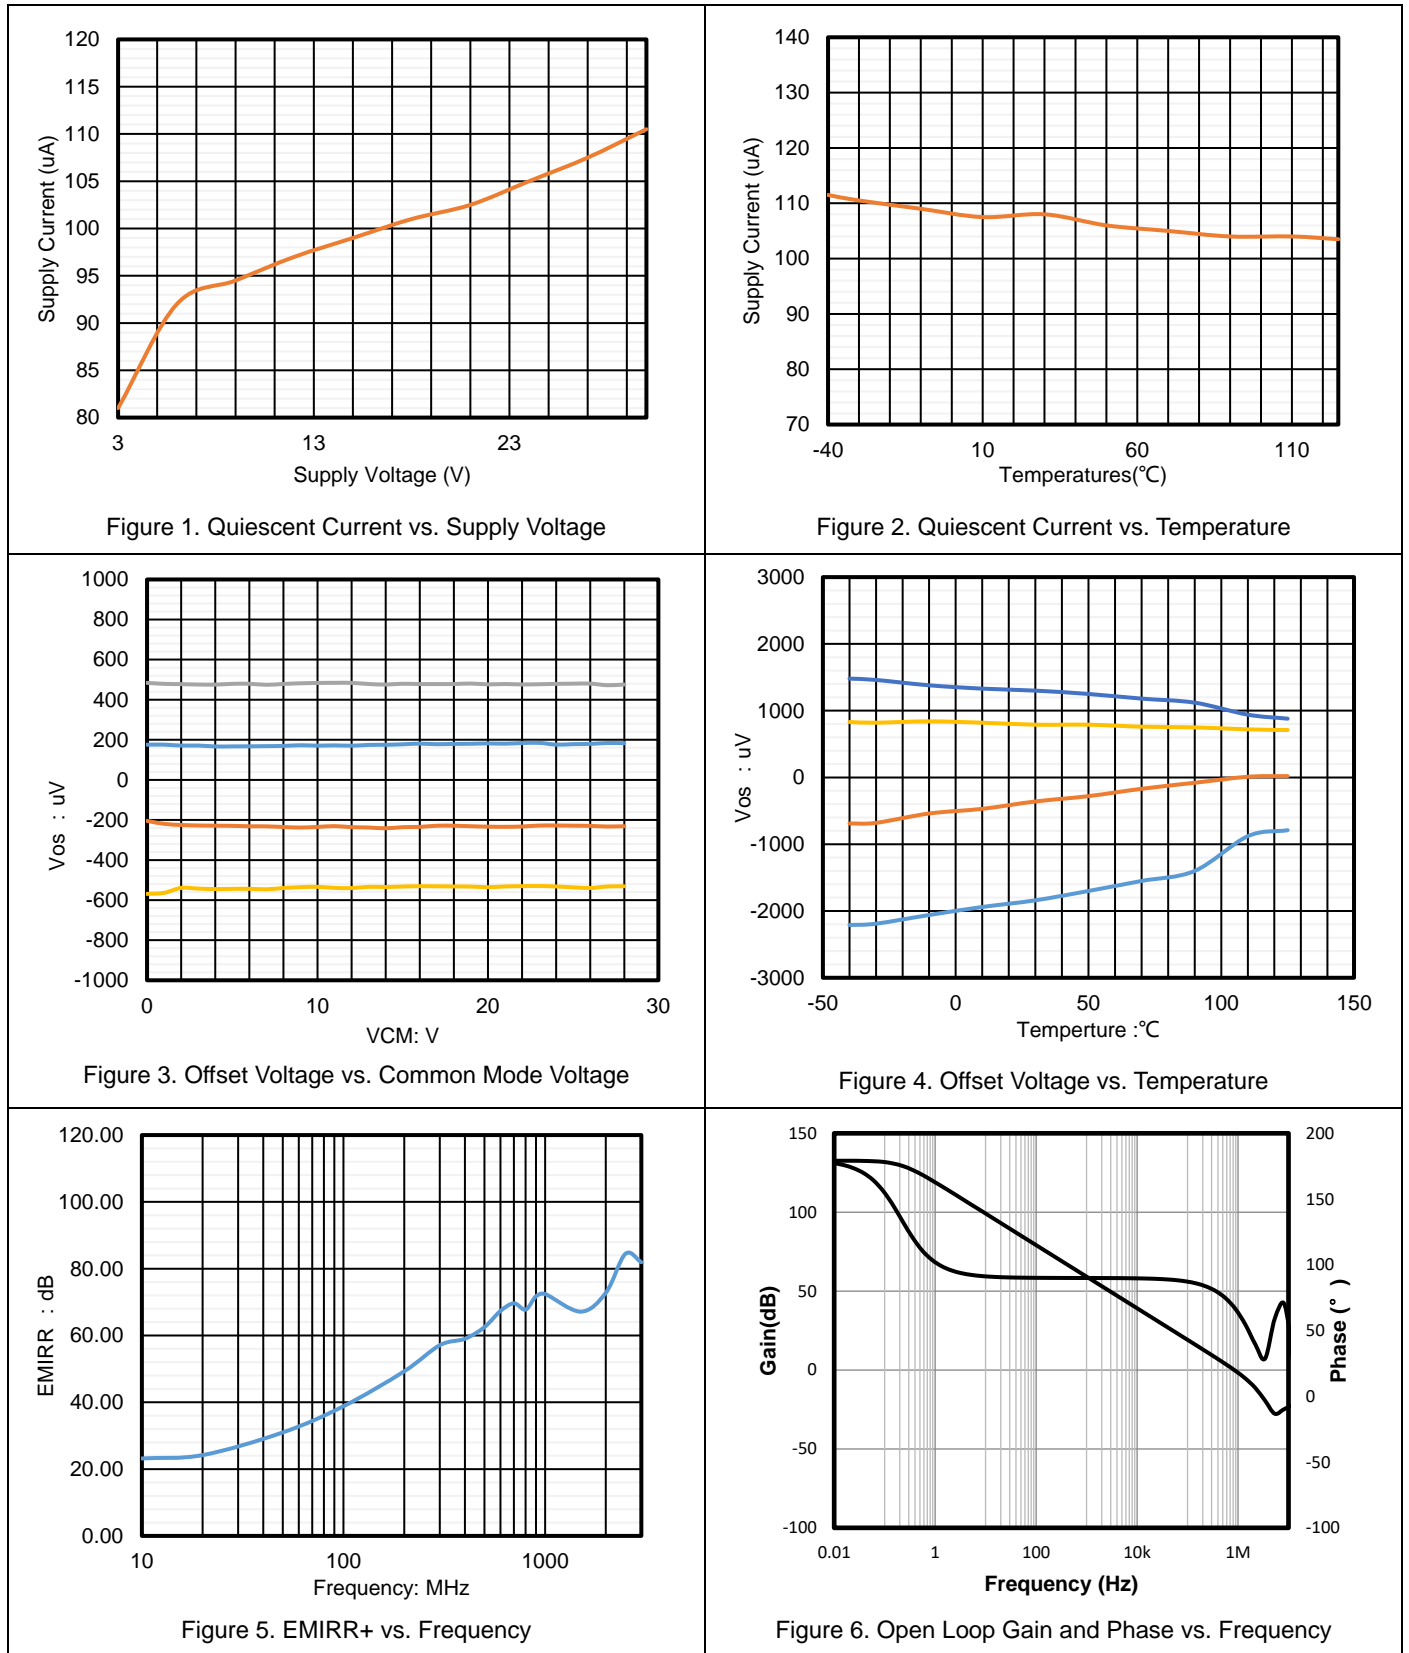 120
115
110
105
100
95
90
85
80
Supply Current (uA)
3 13 23
Supply Voltage (V)
Figure 1. Quiescent Current vs. Supply Voltage
140
130
120
110
100
90
80
70
Supply Current (uA)
-40 10 60 110
Temperatures(℃)
Figure 2. Quiescent Current vs. Temperature
1000
800
600
400
200
0
-200
-400
-600
-800
-1000
Vos : uV
0 10 20 30
VCM: V
Figure 3. Offset Voltage vs. Common Mode Voltage
3000
2000
1000
0
-1000
-2000
-3000
Vos : uV
-50 0 50 100 150
Temperture :℃
Figure 4. Offset Voltage vs. Temperature
120.00
100.00
80.00
60.00
40.00
20.00
0.00
EMIRR : dB
10 100 1000
Frequency: MHz
Figure 5. EMIRR+ vs. Frequency
150
100
50
0
-50
-100
Gain(dB)
200
150
100
50
0
-50
-100
Phase (°)
0.01 1 100 10k 1M
Frequency (Hz)
Figure 6. Open Loop Gain and Phase vs. Frequency